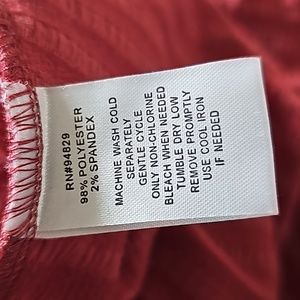 RN#94829
98% POLYESTER
2% SPANDEX
MACHINE WASH COLD
SEPARATELY
GENTLE CYCLE
ONLY NON-CHLORINE
BLEACH WHEN NEEDED
TUMBLE DRY LOW
REMOVE PROMPTLY
USE COOL IRON
IF NEEDED